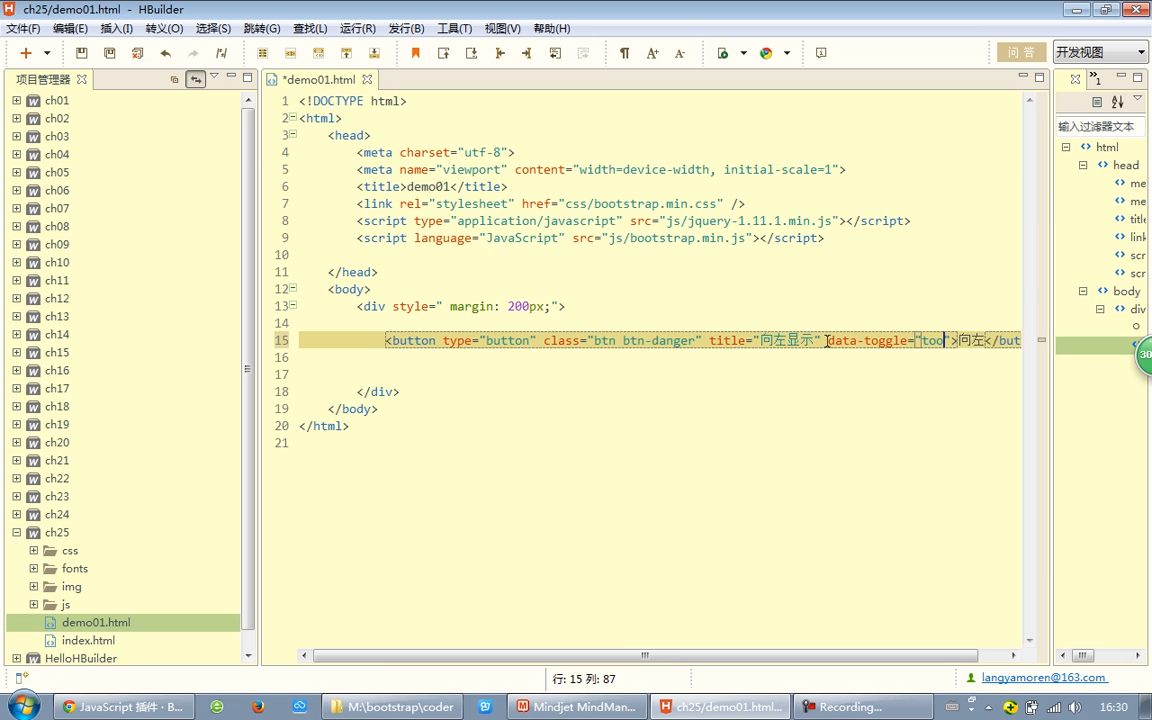 ch25/demo01.html - HBuilder
文件(F) 编辑(E) 插入(I) 转义(O) 选择(S) 跳转(G) 查找(L) 运行(R) 发行(B) 工具(T) 视图(V) 帮助(H)
问 答 开发视图
项目管理器
*demo01.html
»1
输入过滤器文本
ch01
ch02
ch03
ch04
ch05
ch06
ch07
ch08
ch09
ch10
ch11
ch12
ch13
ch14
ch15
ch16
ch17
ch18
ch19
ch20
ch21
ch22
ch23
ch24
ch25
css
fonts
img
js
demo01.html
index.html
HelloHBuilder
1 <!DOCTYPE html>
2 <html>
3 <head>
4 <meta charset="utf-8">
5 <meta name="viewport" content="width=device-width, initial-scale=1">
6 <title>demo01</title>
7 <link rel="stylesheet" href="css/bootstrap.min.css" />
8 <script type="application/javascript" src="js/jquery-1.11.1.min.js"></script>
9 <script language="JavaScript" src="js/bootstrap.min.js"></script>
10
11 </head>
12 <body>
13 <div style=" margin: 200px;">
14
15 <button type="button" class="btn btn-danger" title="向左显示" data-toggle="too">向左</but
16
17
18 </div>
19 </body>
20 </html>
21
html
head
me
me
title
link
scr
scr
body
div
30
行: 15 列: 87
langyamoren@163.com
JavaScript 插件 · B...
M:\bootstrap\coder
Mindjet MindMan...
ch25/demo01.html...
Recording...
16:30